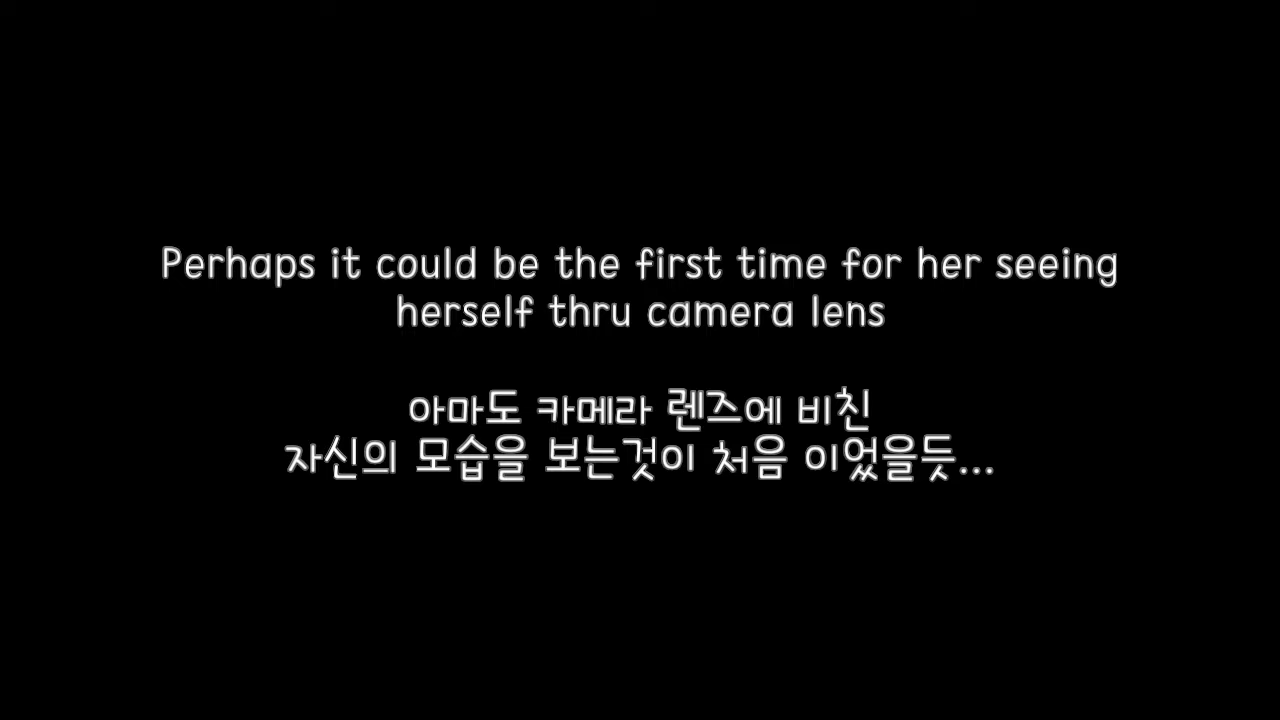 Perhaps it could be the first time for her seeing
herself thru camera lens
아마도 카메라 렌즈에 비친
자신의 모습을 보는것이 처음 이었을듯...